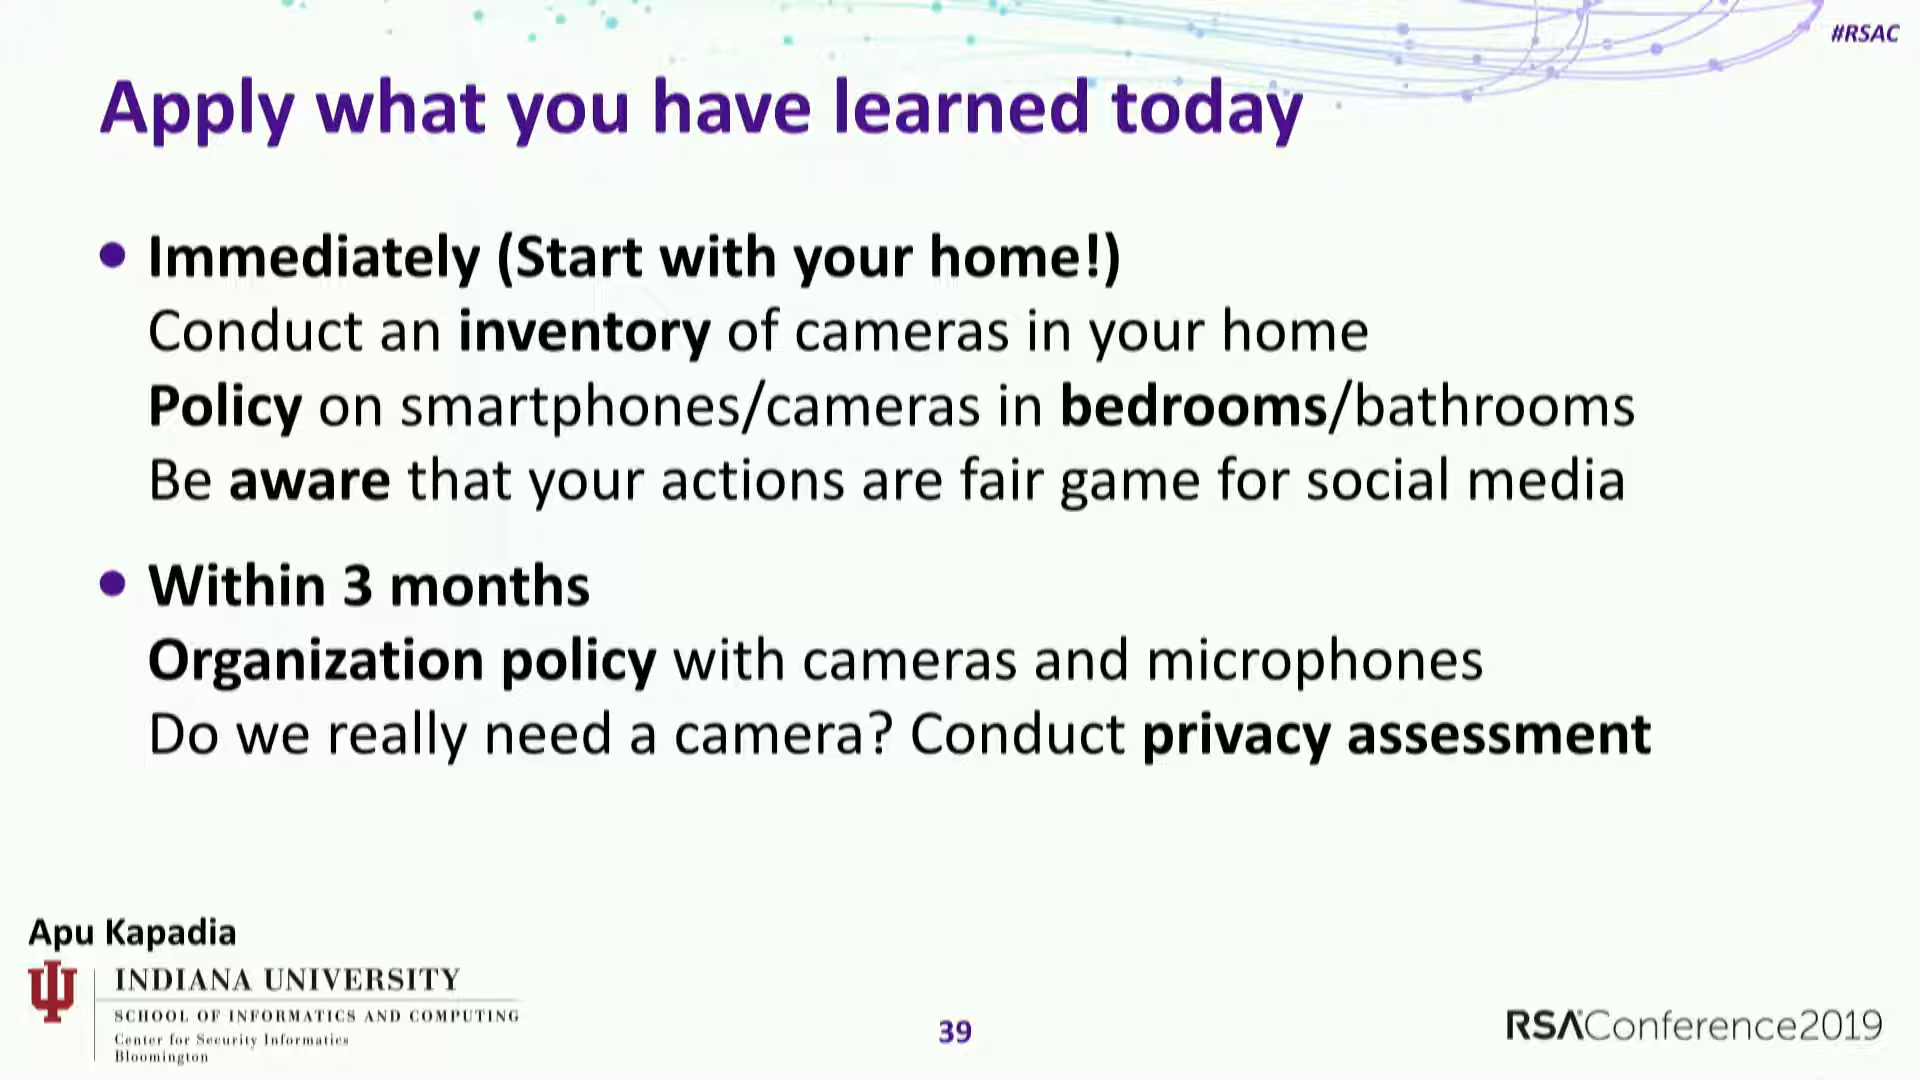 #RSAC
Apply what you have learned today
Immediately (Start with your home!)
Conduct an inventory of cameras in your home
Policy on smartphones/cameras in bedrooms/bathrooms
Be aware that your actions are fair game for social media
Within 3 months
Organization policy with cameras and microphones
Do we really need a camera? Conduct privacy assessment
Apu Kapadia
INDIANA UNIVERSITY
SCHOOL OF INFORMATICS AND COMPUTING
Center for Security Informatics
Bloomington
39
RSAConference2019